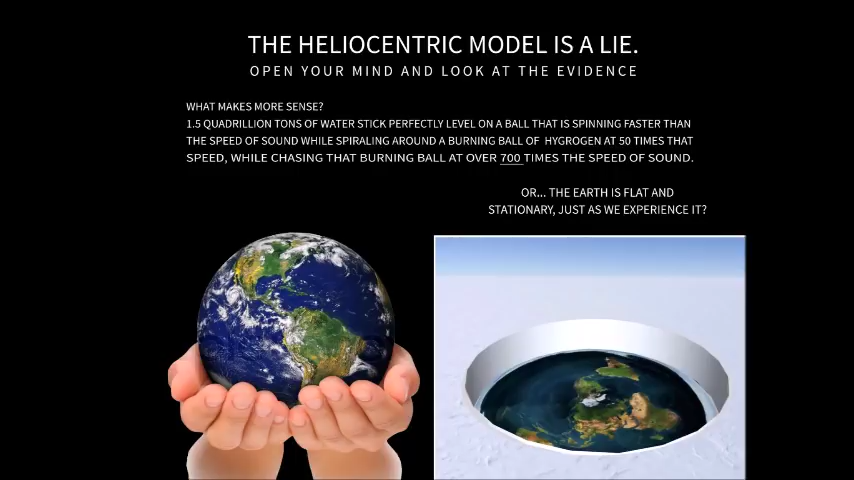 THE HELIOCENTRIC MODEL IS A LIE.
OPEN YOUR MIND AND LOOK AT THE EVIDENCE
WHAT MAKES MORE SENSE?
1.5 QUADRILLION TONS OF WATER STICK PERFECTLY LEVEL ON A BALL THAT IS SPINNING FASTER THAN
THE SPEED OF SOUND WHILE SPIRALING AROUND A BURNING BALL OF HYGROGEN AT 50 TIMES THAT
SPEED, WHILE CHASING THAT BURNING BALL AT OVER 700 TIMES THE SPEED OF SOUND.
OR... THE EARTH IS FLAT AND
STATIONARY, JUST AS WE EXPERIENCE IT?